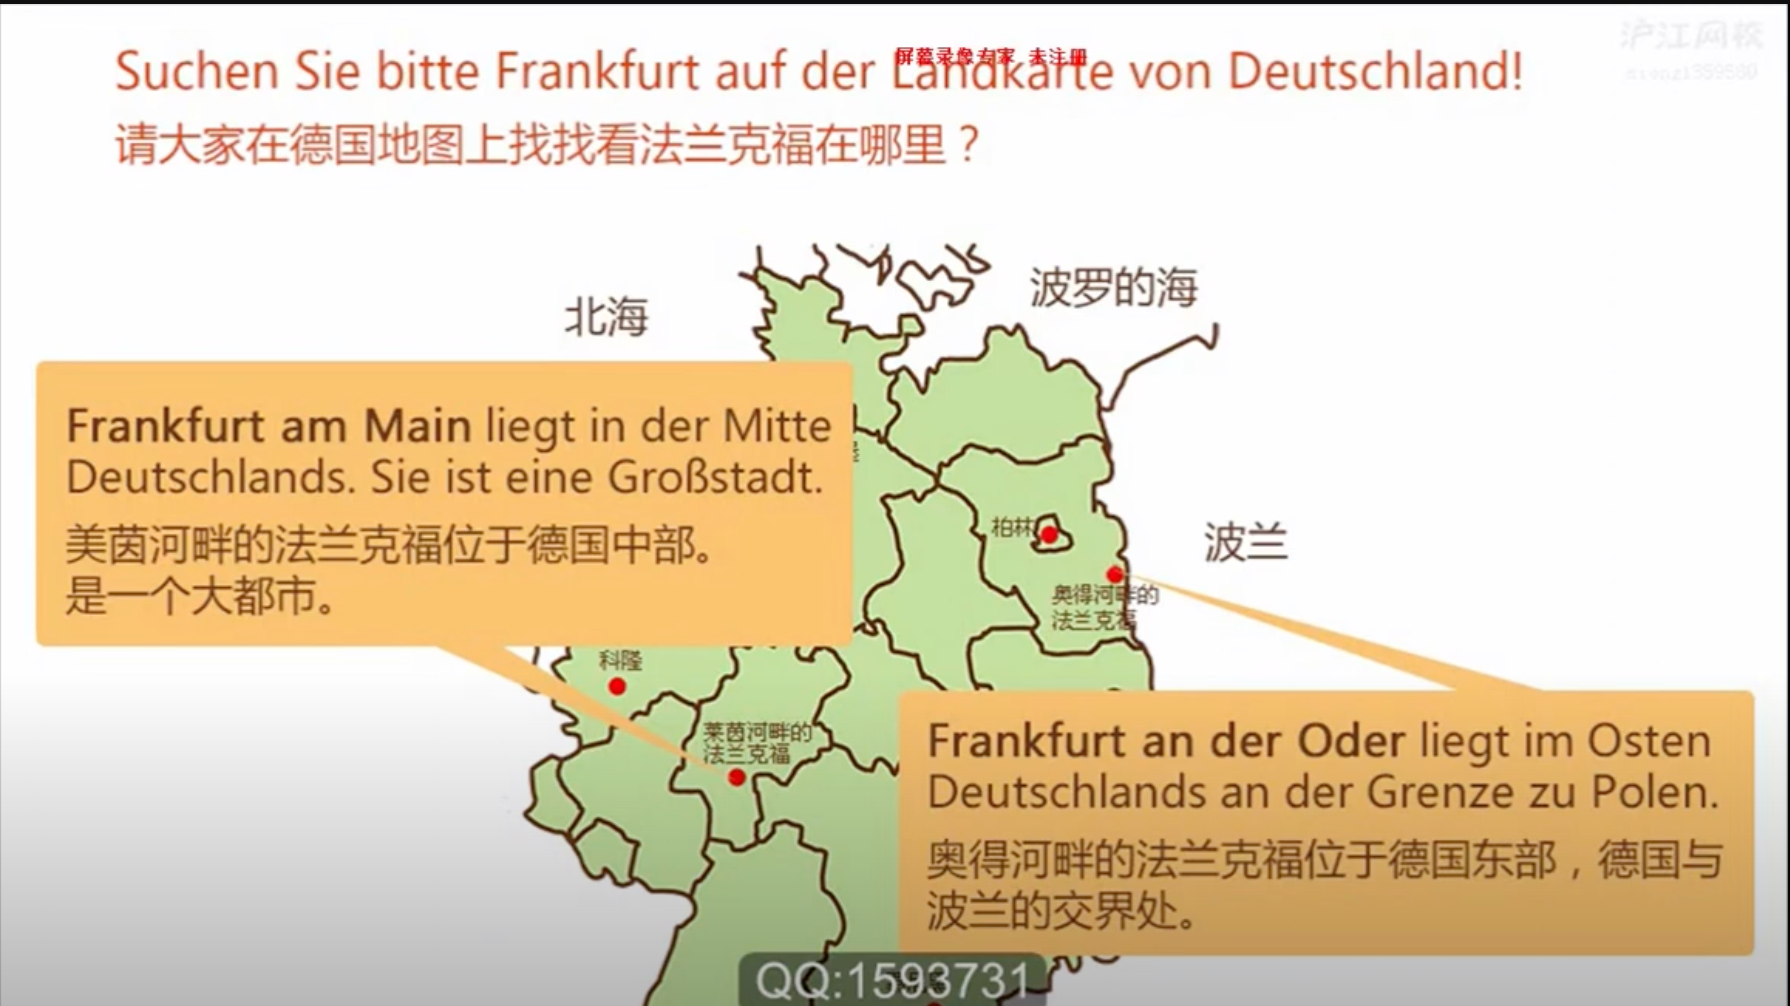 沪江网校
屏幕录像专家 未注册
Suchen Sie bitte Frankfurt auf der Landkarte von Deutschland!
请大家在德国地图上找找看法兰克福在哪里？
北海
波罗的海
Frankfurt am Main liegt in der Mitte
Deutschlands. Sie ist eine Großstadt.
美茵河畔的法兰克福位于德国中部。
是一个大都市。
柏林
波兰
奥得河畔的
法兰克福
科隆
莱茵河畔的
法兰克福
Frankfurt an der Oder liegt im Osten
Deutschlands an der Grenze zu Polen.
奥得河畔的法兰克福位于德国东部，德国与
波兰的交界处。
QQ:1593731